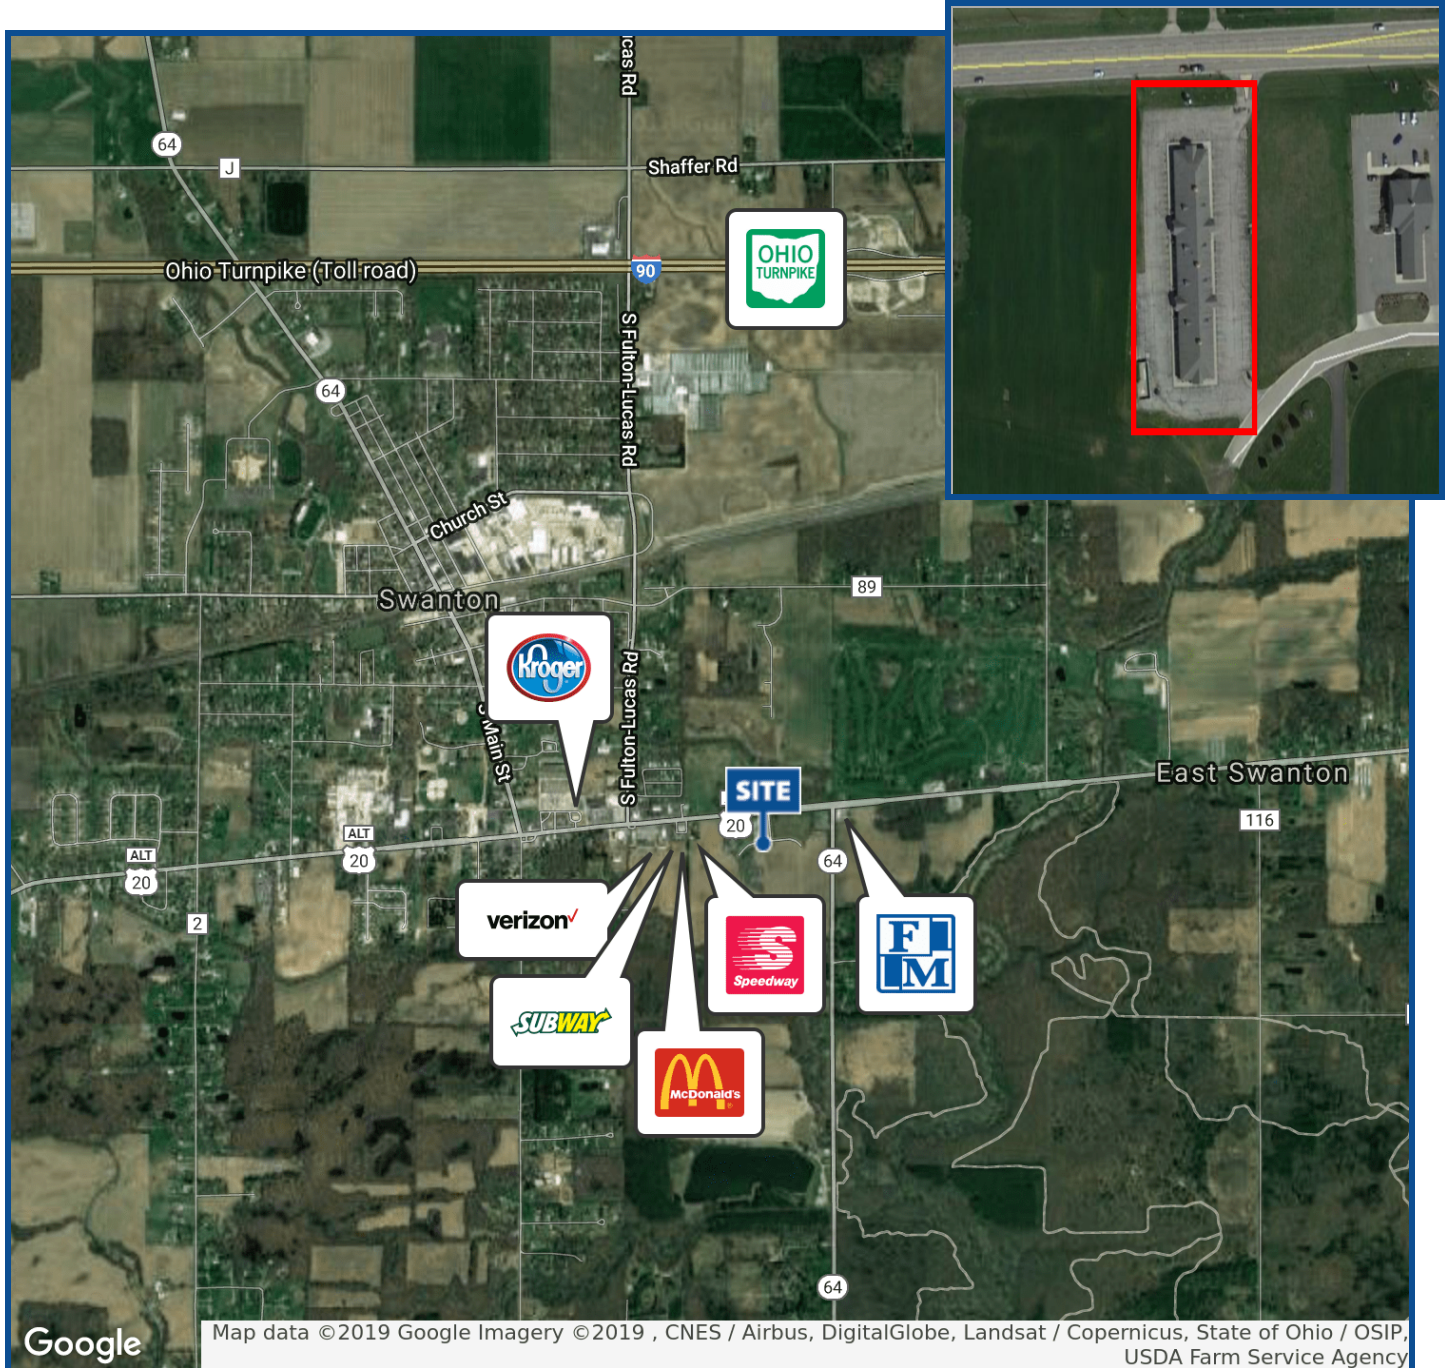 cas Rd
64
J
Shaffer Rd
OHIO
TURNPIKE
Ohio Turnpike (Toll road)
90
S Fulton-Lucas Rd
64
Church St
89
Swanton
Kroger
S Fulton-Lucas Rd
S Main St
East Swanton
SITE
20
116
ALT
20
ALT
20
64
2
verizon
S
Speedway
F
M
SUBWAY
McDonald's
64
Google
Map data ©2019 Google Imagery ©2019 , CNES / Airbus, DigitalGlobe, Landsat / Copernicus, State of Ohio / OSIP,
USDA Farm Service Agency